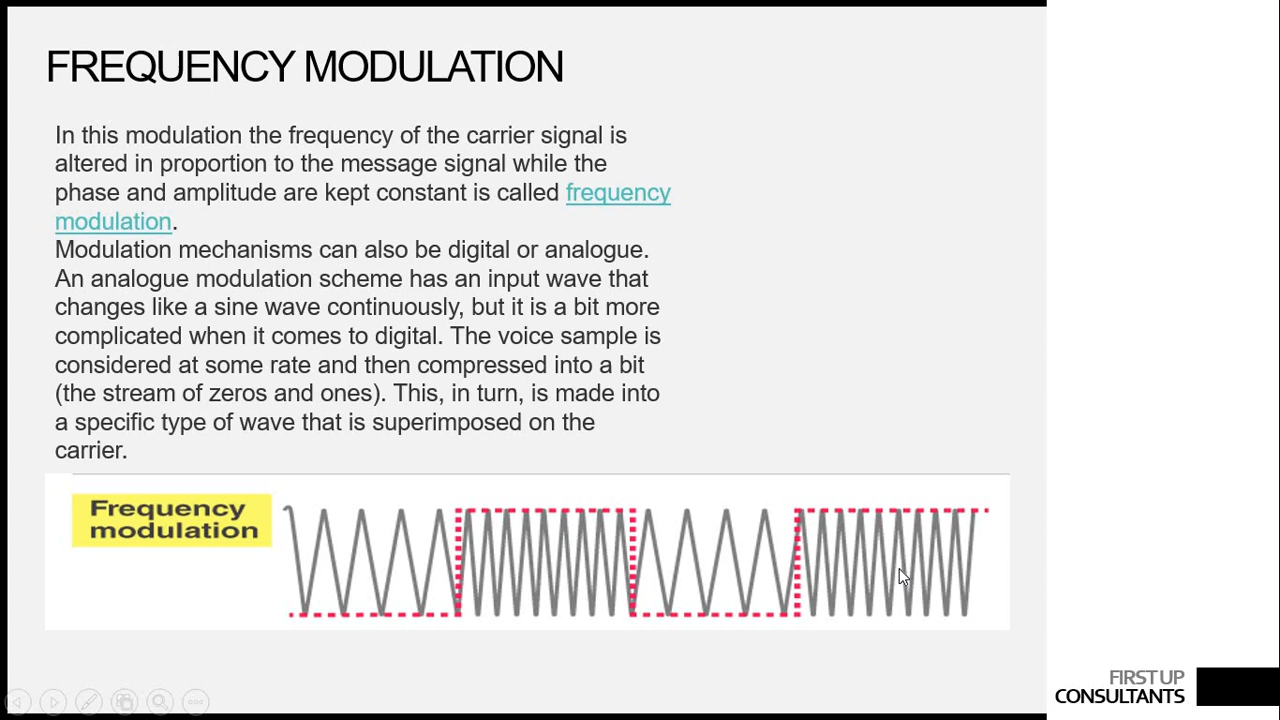 FREQUENCY MODULATION
In this modulation the frequency of the carrier signal is
altered in proportion to the message signal while the
phase and amplitude are kept constant is called frequency
modulation.
Modulation mechanisms can also be digital or analogue.
An analogue modulation scheme has an input wave that
changes like a sine wave continuously, but it is a bit more
complicated when it comes to digital. The voice sample is
considered at some rate and then compressed into a bit
(the stream of zeros and ones). This, in turn, is made into
a specific type of wave that is superimposed on the
carrier.
Frequency
modulation
FIRST UP
CONSULTANTS